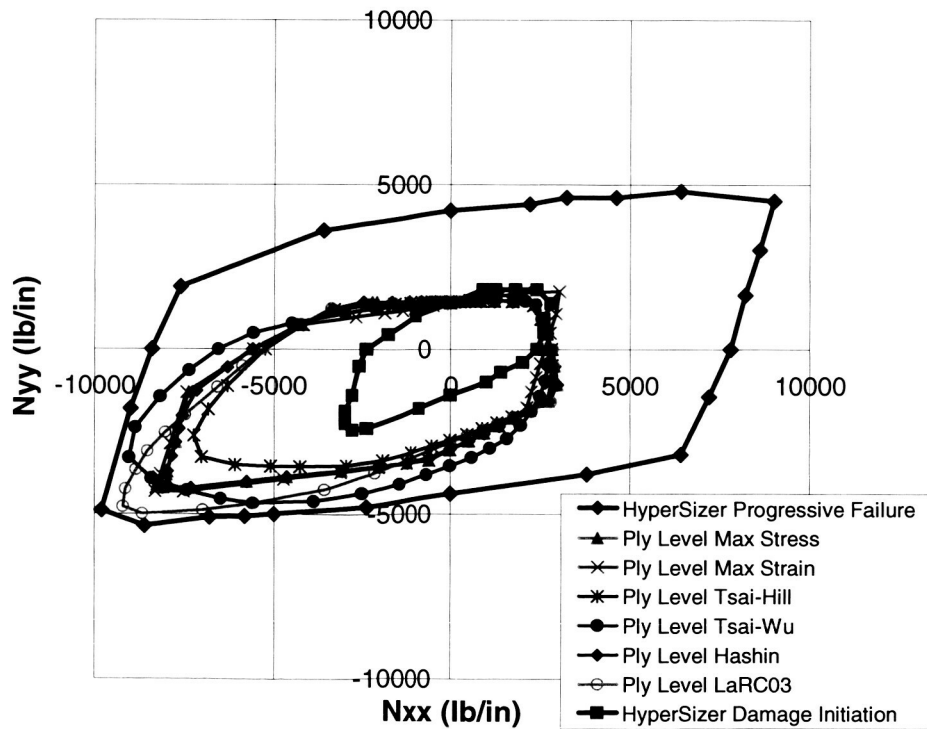 10000
5000
0
-10000
-5000
0
5000
10000
-5000
-10000
Nyy (lb/in)
Nxx (lb/in)
HyperSizer Progressive Failure
Ply Level Max Stress
Ply Level Max Strain
Ply Level Tsai-Hill
Ply Level Tsai-Wu
Ply Level Hashin
Ply Level LaRC03
HyperSizer Damage Initiation